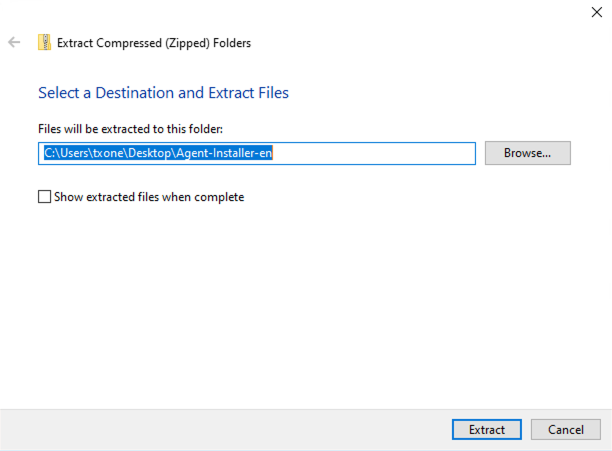 Extract Compressed (Zipped) Folders
Select a Destination and Extract Files
Files will be extracted to this folder:
C:\Users\txone\Desktop\Agent-Installer-en
Browse...
Show extracted files when complete
Extract
Cancel